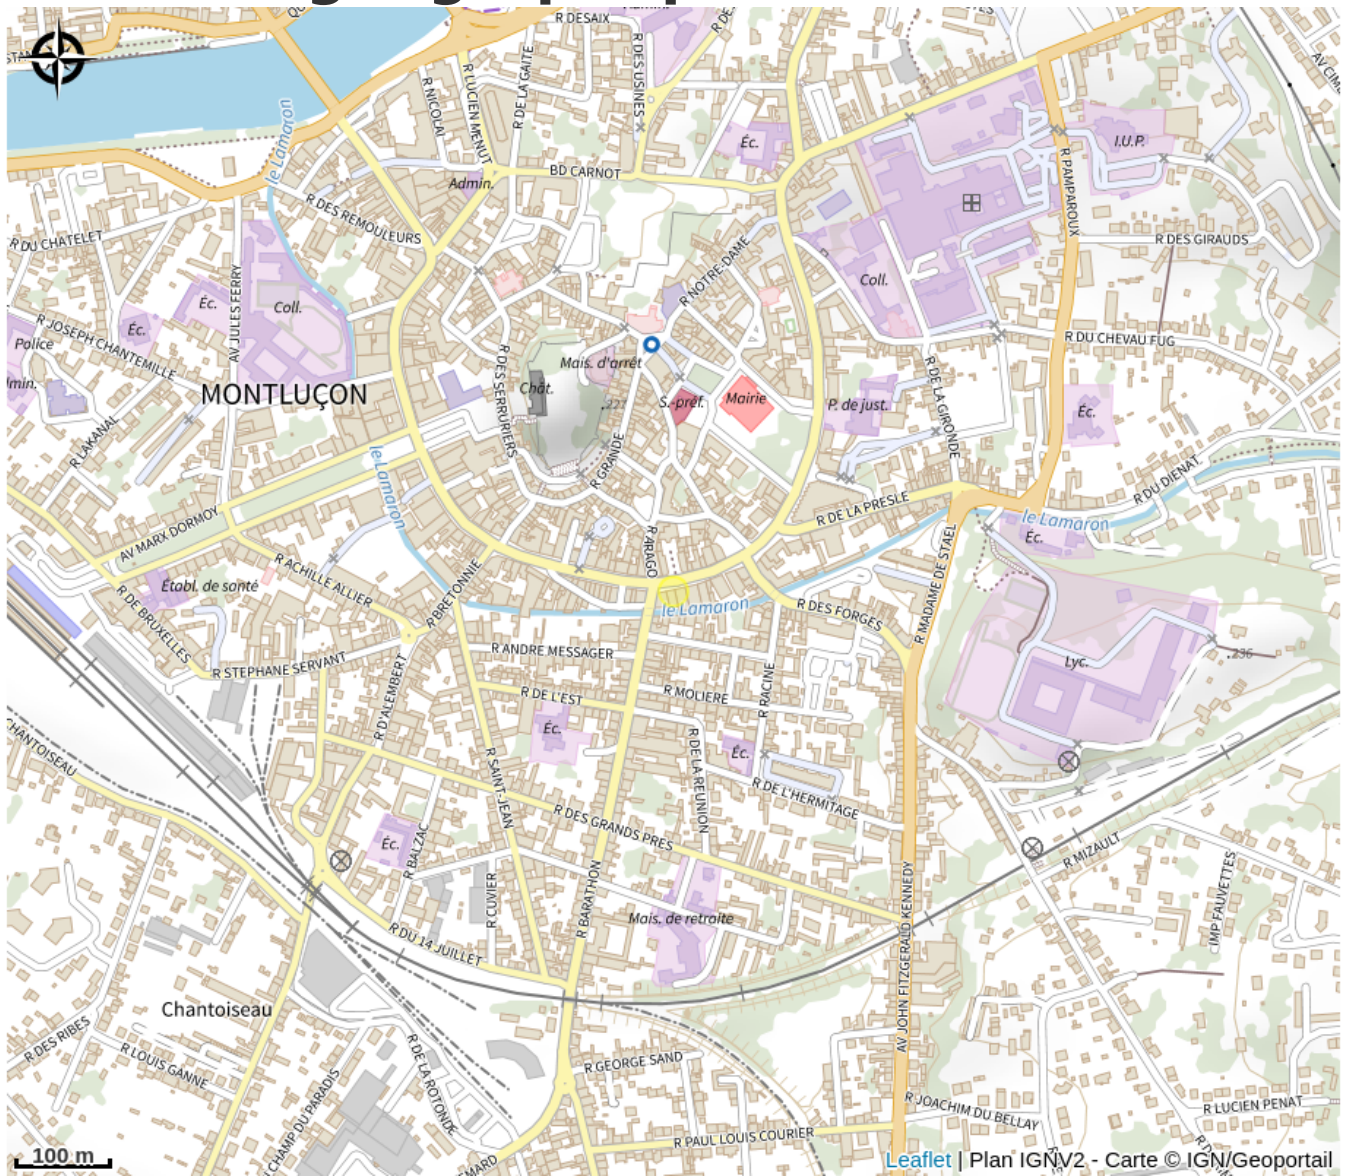 R DESAIX
R NICOLAI
R LUCIEN MENUT
R DE LA GAITE
R DES USINES
Éc.
I.U.P.
le Lamaron
BD CARNOT
Admin.
R PAMPAROUX
R DES REMOULEURS
R DU CHATELET
R DES GIRAUDS
R NOTRE-DAME
AV JULES FERRY
Éc.
Coll.
Coll.
Éc.
R JOSEPH CHANTEMILLE
Police
R DU CHEVAU FUG
Mais. d'arrêt
MONTLUÇON
Chât.
R DES SERRURIERS
221
S.-préf.
Mairie
P. de just.
R DE LA GIRONDE
Éc.
R LAKANAL
R GRANDE
le Lamaron
R DU DIENAT
AV MARX DORMOY
R DE LA PRESLE
le Lamaron
Éc.
R ARAGO
R ACHILLE ALLIER
Établ. de santé
R BRETONNIE
R DE BRUXELLES
le Lamaron
R DES FORGES
R MADAME DE STAEL
R ANDRE MESSAGER
R STEPHANE SERVANT
Lyc.
236
R D'ALEMBERT
R DE L'EST
R MOLIERE
R RACINE
Éc.
Éc.
CHANTOISEAU
R SAINT-JEAN
R DE LA REUNION
R DE L'HERMITAGE
R DES GRANDS PRES
Éc.
R BALZAC
R MIZAULT
R CUVIER
R BARATHON
IMP FAUVETTES
Mais. de retraite
R DU 14 JUILLET
AV JOHN FITZGERALD KENNEDY
Chantoiseau
R DES RIBES
R LOUIS GANNE
R DE LA ROTONDE
R GEORGE SAND
CHAMP DU PARADIS
R JOACHIM DU BELLAY
R LUCIEN PENAT
R PAUL LOUIS COURIER
100 m
Leaflet | Plan IGNV2 - Carte © IGN/Geoportail